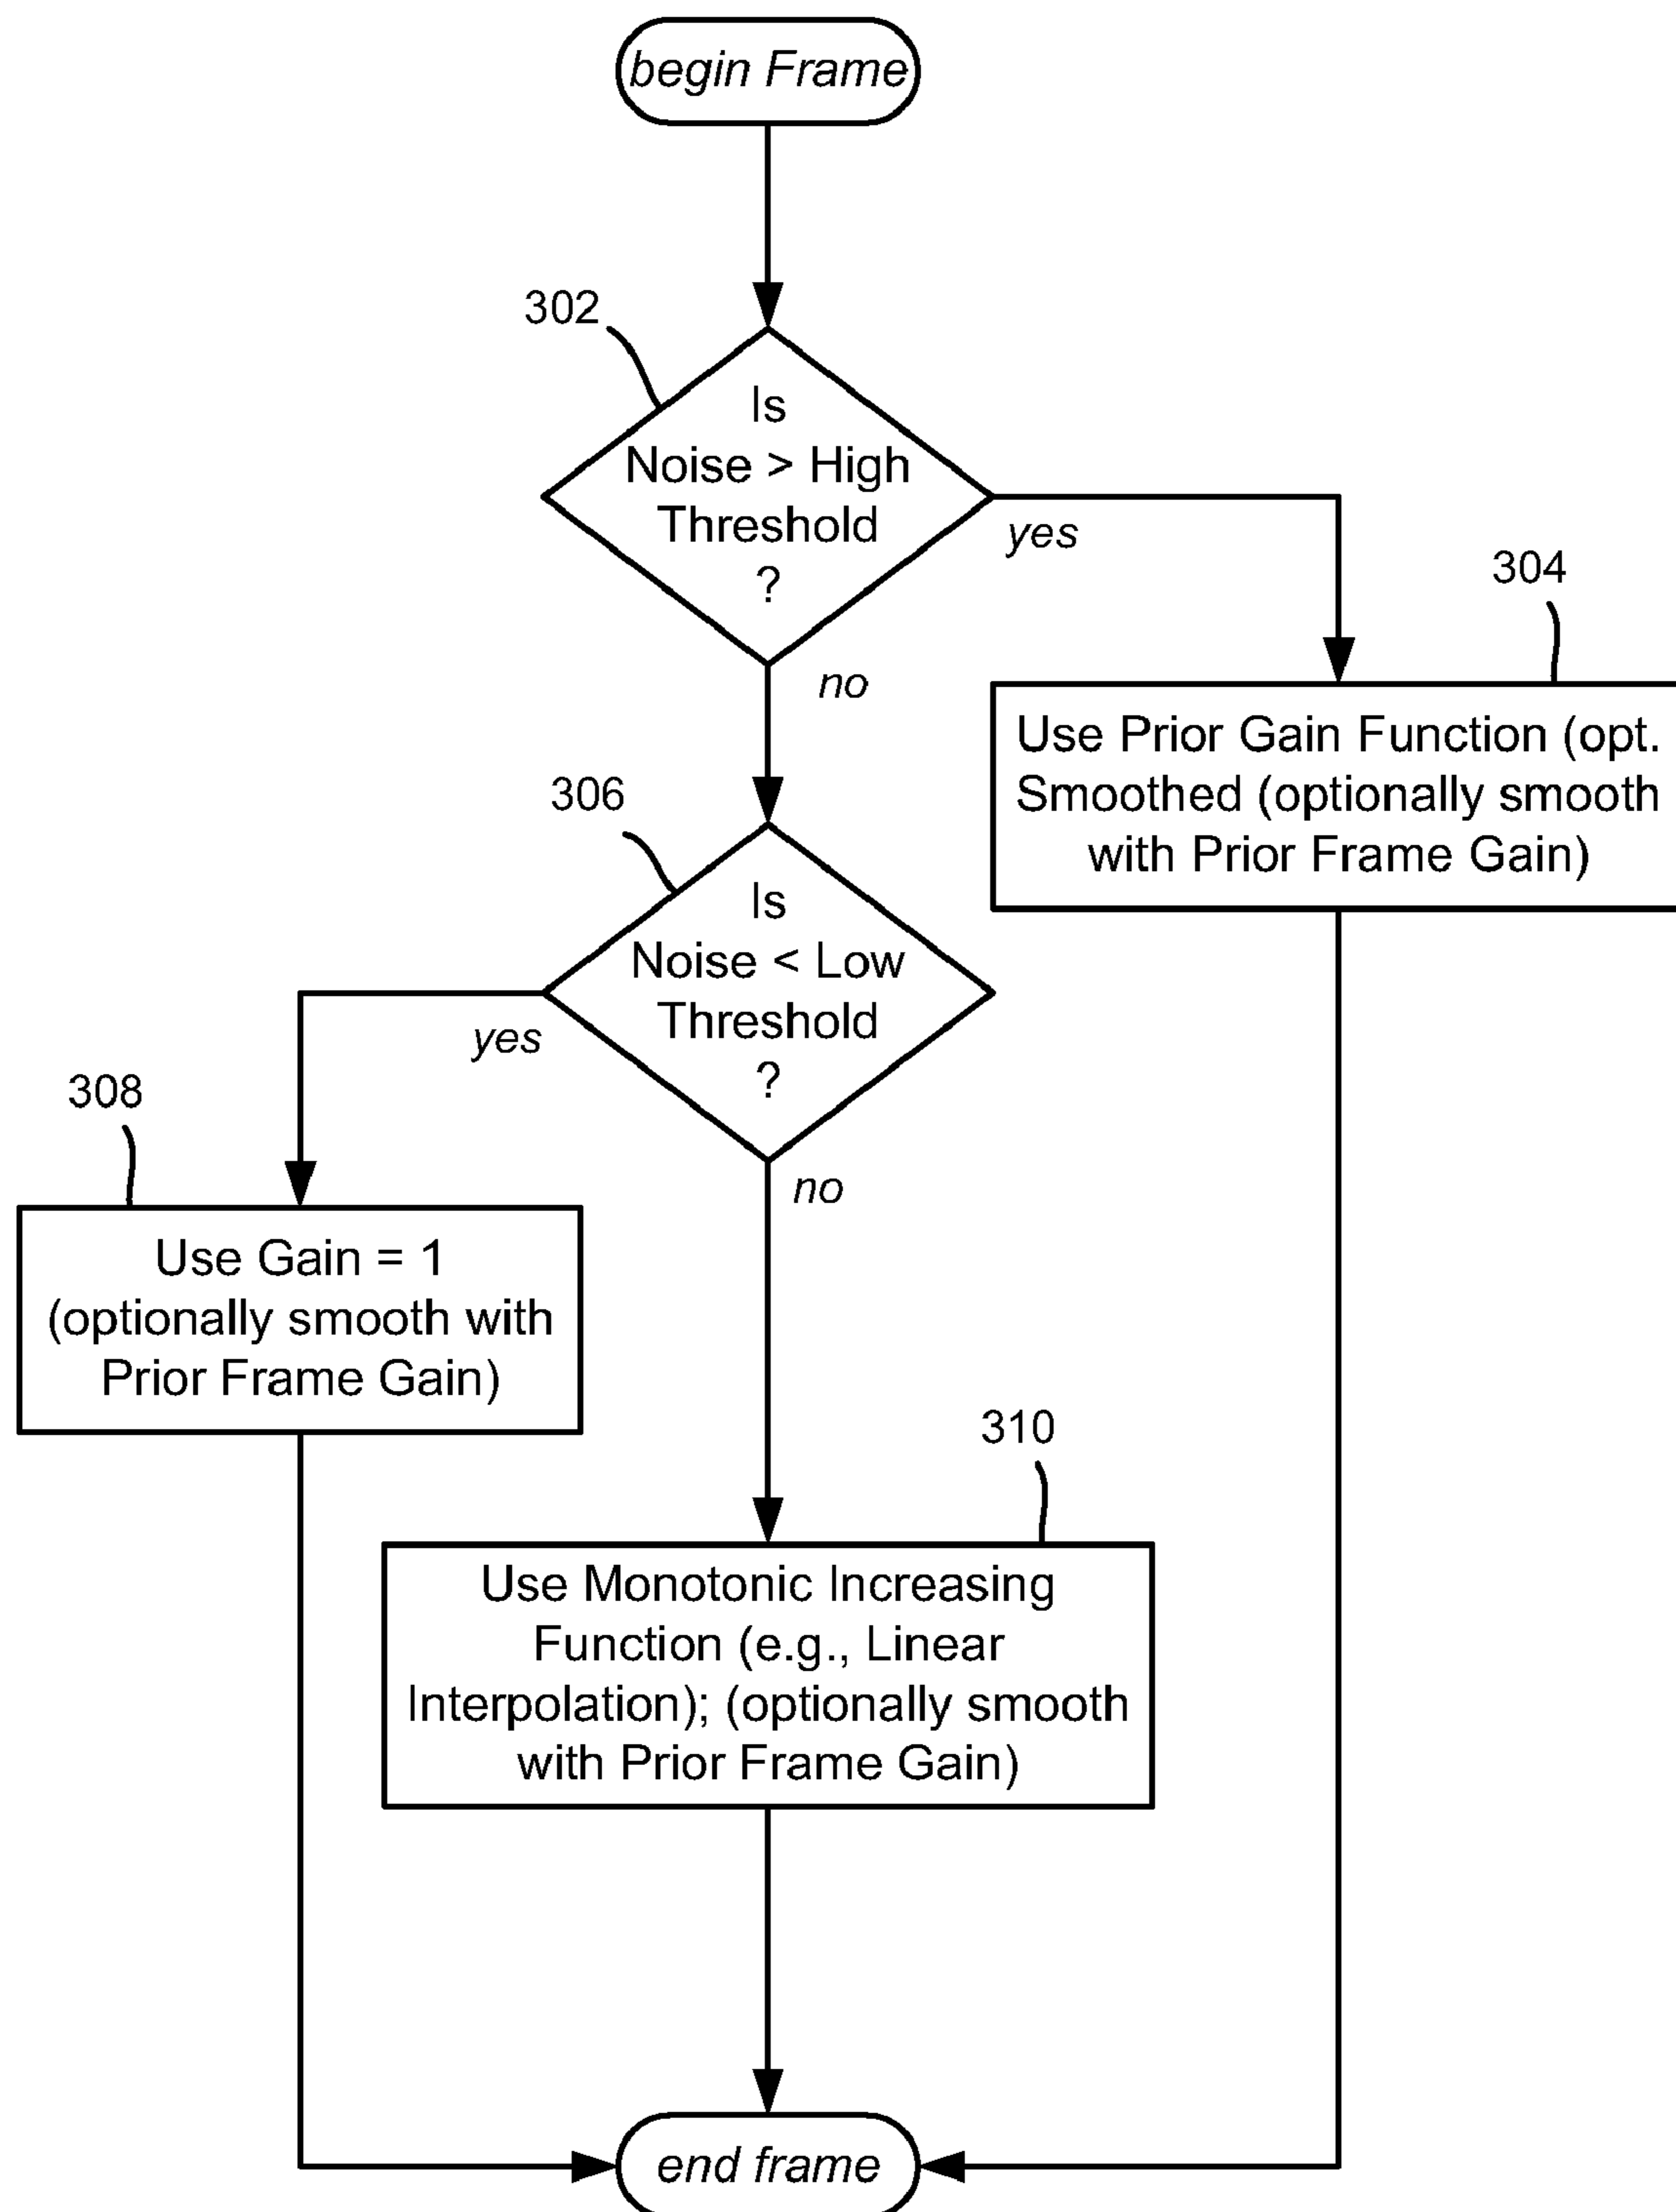 begin Frame
302
Is
Noise > High
Threshold
?
yes
no
304
Use Prior Gain Function (opt.
Smoothed (optionally smooth
with Prior Frame Gain)
306
Is
Noise < Low
Threshold
?
yes
no
308
Use Gain = 1
(optionally smooth with
Prior Frame Gain)
310
Use Monotonic Increasing
Function (e.g., Linear
Interpolation); (optionally smooth
with Prior Frame Gain)
end frame